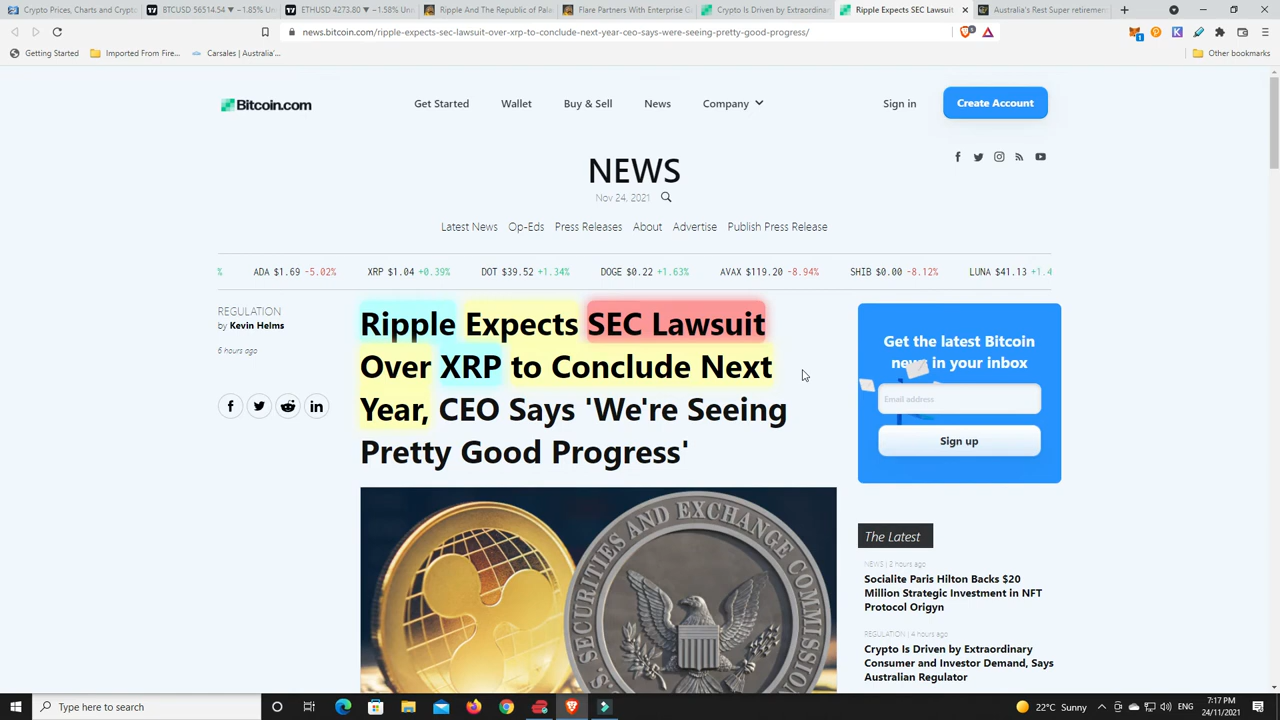 Crypto Prices, Charts and Crypto
BTCUSD 56514.54 ▼ −1.85% Un
ETHUSD 4273.80 ▼ −1.58% Un
Ripple And The Republic of Pala
Flare Partners With Enterprise G
Crypto Is Driven by Extraordinar
Ripple Expects SEC Lawsuit
Australia's Rest Super retiremen
news.bitcoin.com/ripple-expects-sec-lawsuit-over-xrp-to-conclude-next-year-ceo-says-were-seeing-pretty-good-progress/
Getting Started
Imported From Fire...
Carsales | Australia'...
Other bookmarks
Bitcoin.com
Get Started
Wallet
Buy & Sell
News
Company
Sign in
Create Account
NEWS
Nov 24, 2021
Latest News
Op-Eds
Press Releases
About
Advertise
Publish Press Release
%
ADA $1.69 -5.02%
XRP $1.04 +0.39%
DOT $39.52 +1.34%
DOGE $0.22 +1.63%
AVAX $119.20 -8.94%
SHIB $0.00 -8.12%
LUNA $41.13 +1.4
REGULATION
by Kevin Helms
6 hours ago
Ripple Expects SEC Lawsuit
Over XRP to Conclude Next
Year, CEO Says 'We're Seeing
Pretty Good Progress'
SECURITIES AND EXCHANGE COMMISSION
Get the latest Bitcoin
news in your inbox
Email address
Sign up
The Latest
NEWS | 2 hours ago
Socialite Paris Hilton Backs $20
Million Strategic Investment in NFT
Protocol Origyn
REGULATION | 4 hours ago
Crypto Is Driven by Extraordinary
Consumer and Investor Demand, Says
Australian Regulator
Type here to search
22°C Sunny
ENG
7:17 PM
24/11/2021